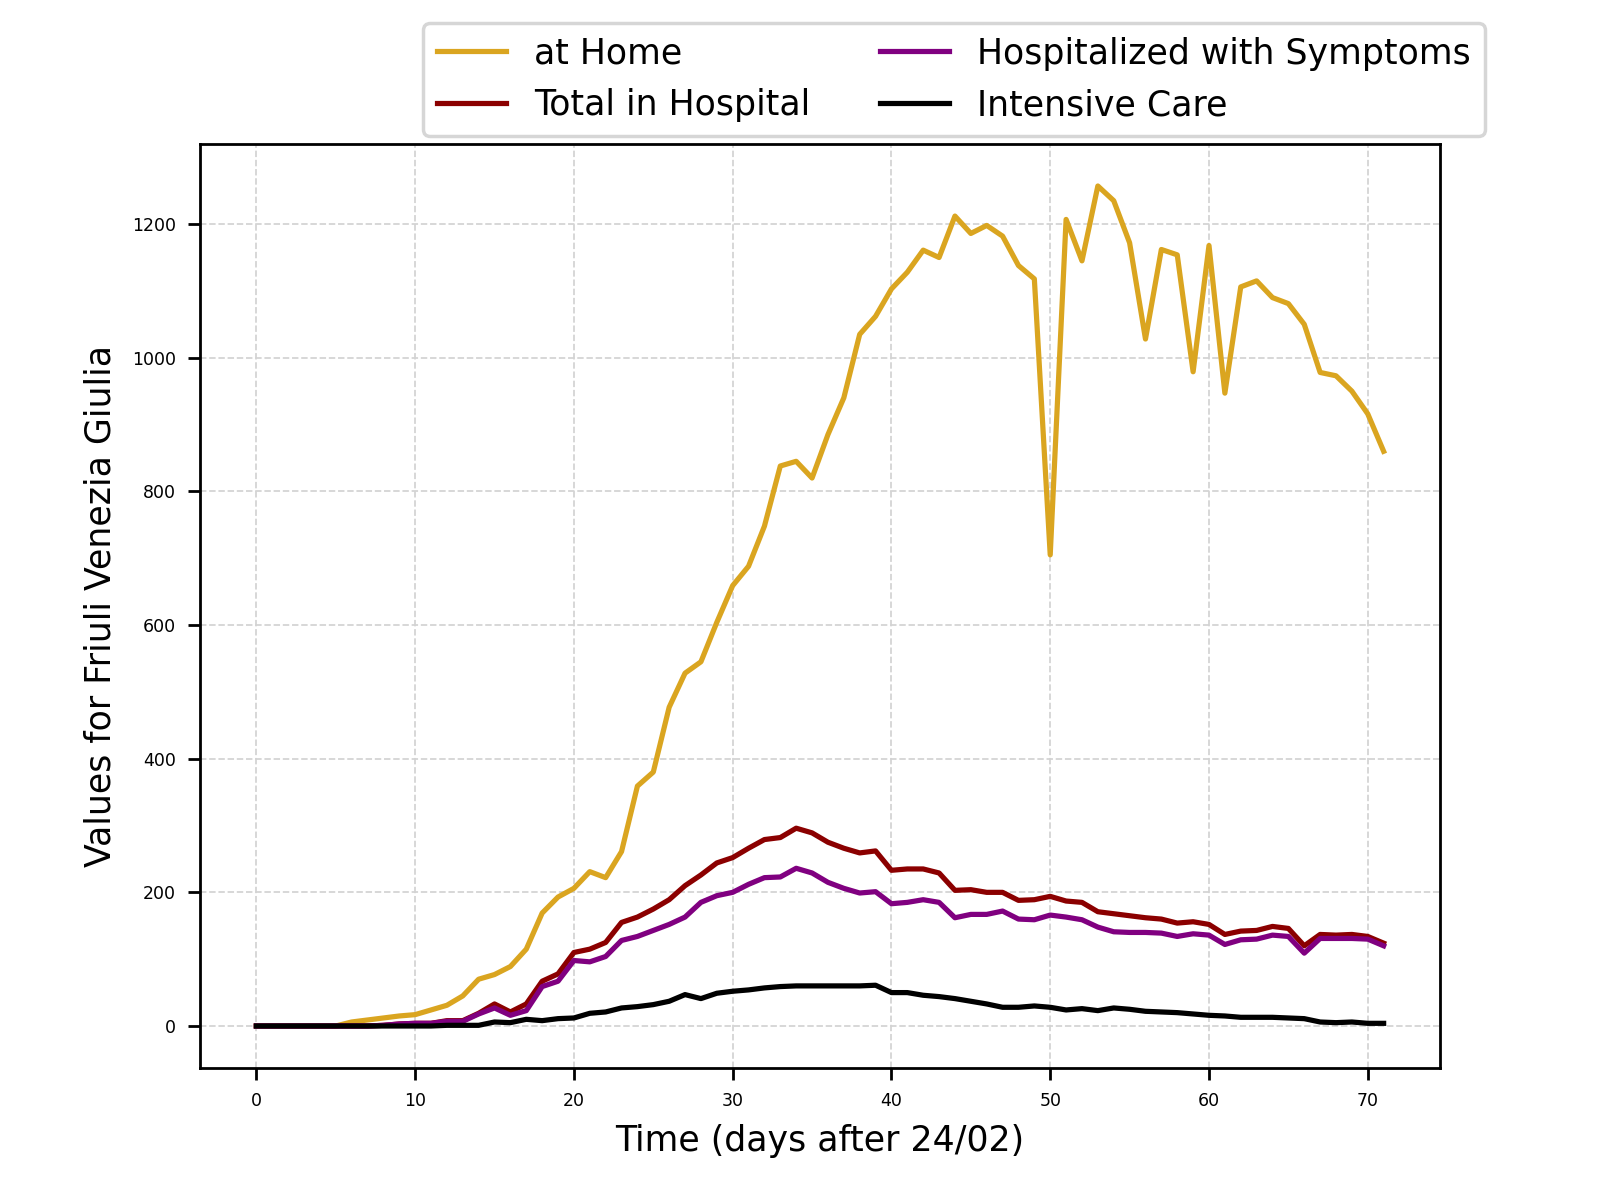 at Home
Total in Hospital
Hospitalized with Symptoms
Intensive Care
Values for Friuli Venezia Giulia
1200
1000
800
600
400
200
0
0 10 20 30 40 50 60 70
Time (days after 24/02)